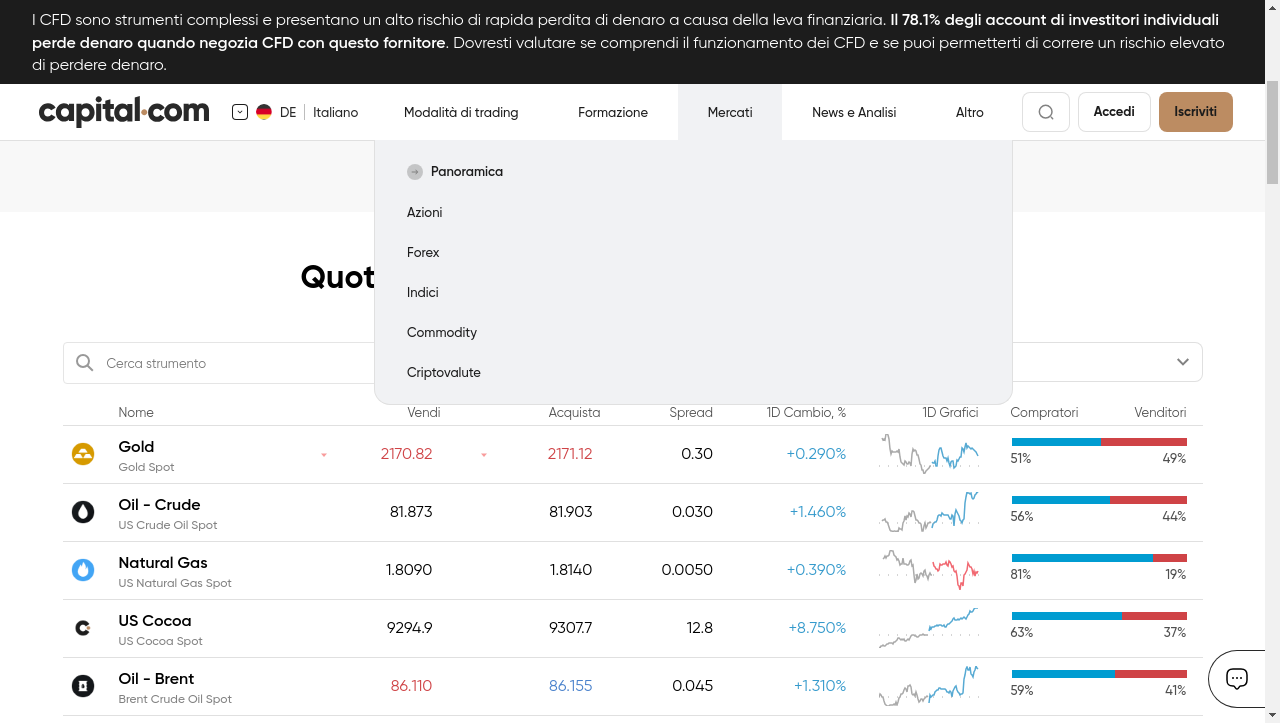 I CFD sono strumenti complessi e presentano un alto rischio di rapida perdita di denaro a causa della leva finanziaria. Il 78.1% degli account di investitori individuali
perde denaro quando negozia CFD con questo fornitore. Dovresti valutare se comprendi il funzionamento dei CFD e se puoi permetterti di correre un rischio elevato
di perdere denaro.
capital.com DE Italiano Modalità di trading Formazione Mercati News e Analisi Altro Accedi Iscriviti
Panoramica
Azioni
Forex
Quot
Indici
Commodity
Cerca strumento
Criptovalute
Nome Vendi Acquista Spread 1D Cambio, % 1D Grafici Compratori Venditori
Gold 2170.82 2171.12 0.30 +0.290%
Gold Spot 51% 49%
Oil - Crude 81.873 81.903 0.030 +1.460%
US Crude Oil Spot 56% 44%
Natural Gas 1.8090 1.8140 0.0050 +0.390%
US Natural Gas Spot 81% 19%
US Cocoa 9294.9 9307.7 12.8 +8.750%
US Cocoa Spot 63% 37%
Oil - Brent 86.110 86.155 0.045 +1.310%
Brent Crude Oil Spot 59% 41%